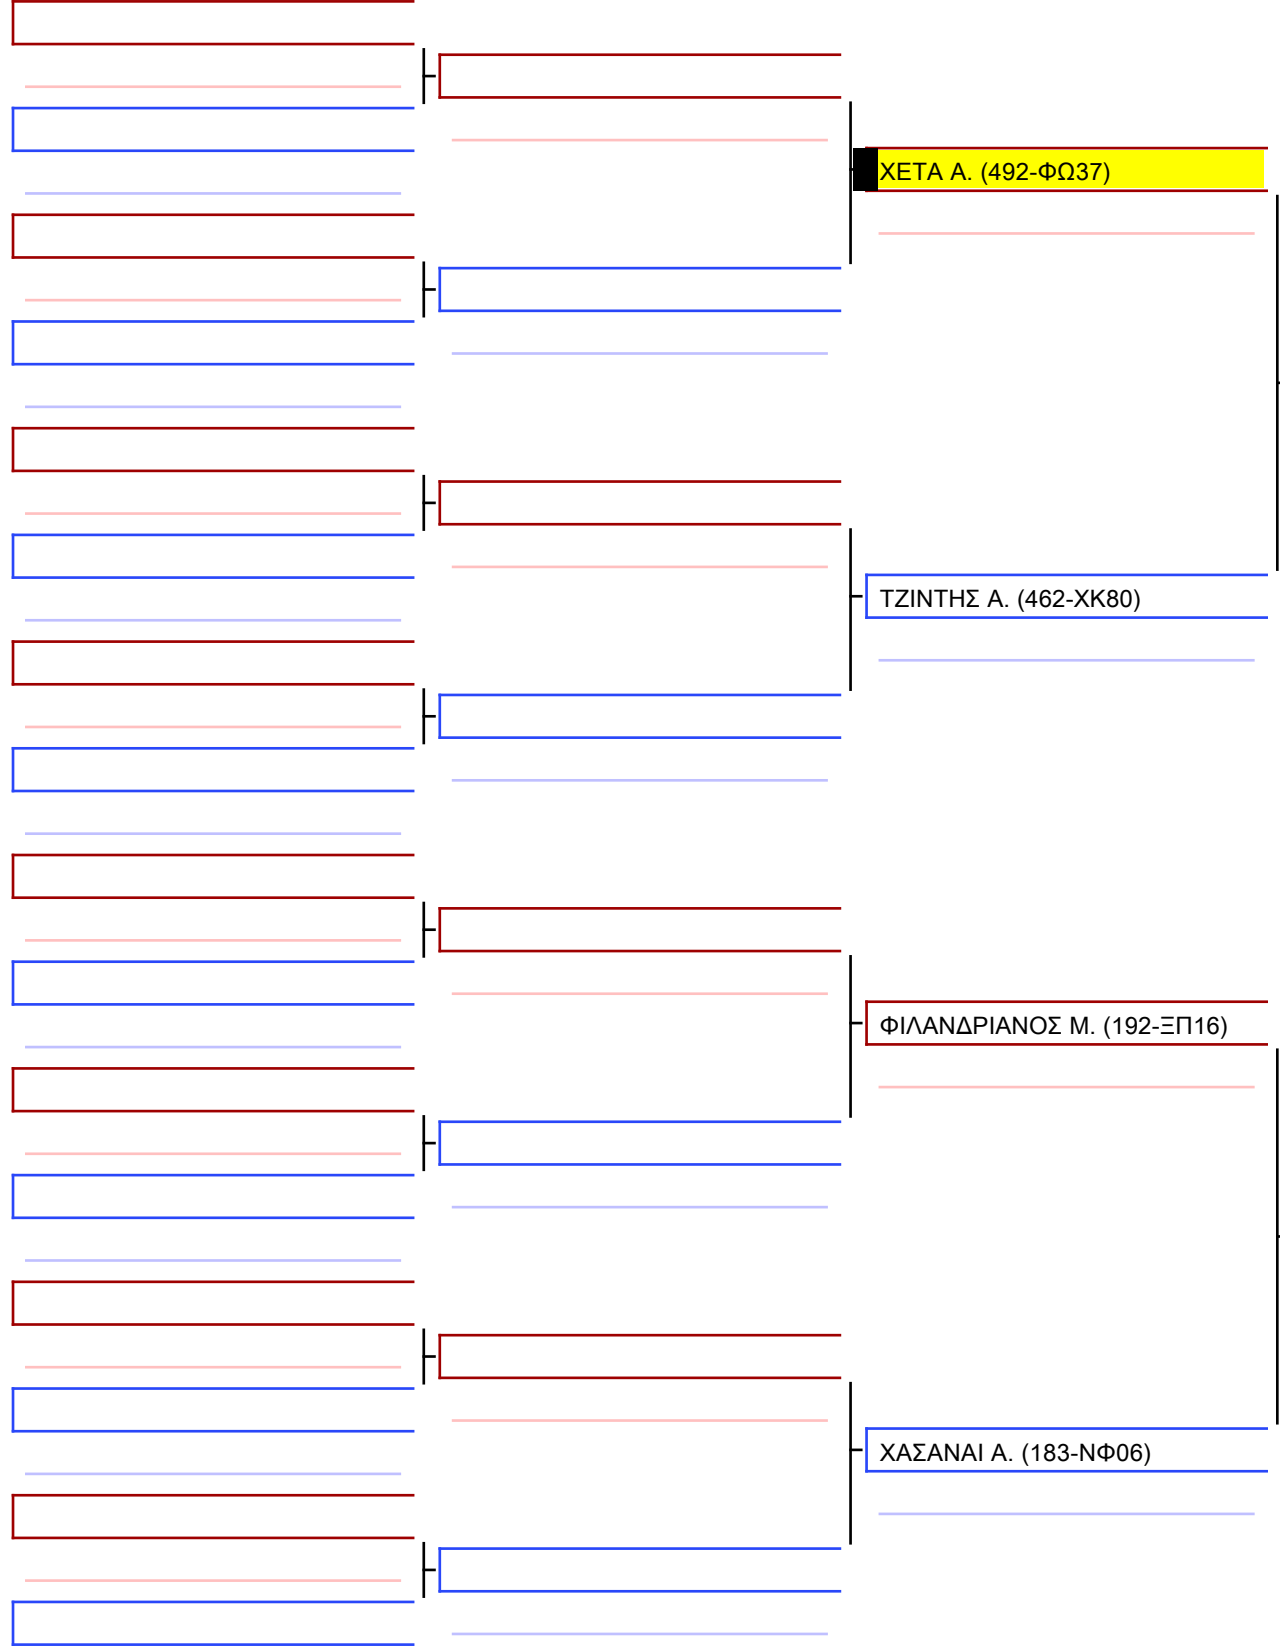 ΧΕΤΑ Α. (492-ΦΩ37)
ΤΖΙΝΤΗΣ Α. (462-ΧΚ80)
ΦΙΛΑΝΔΡΙΑΝΟΣ Μ. (192-ΞΠ16)
ΧΑΣΑΝΑΙ Α. (183-ΝΦ06)